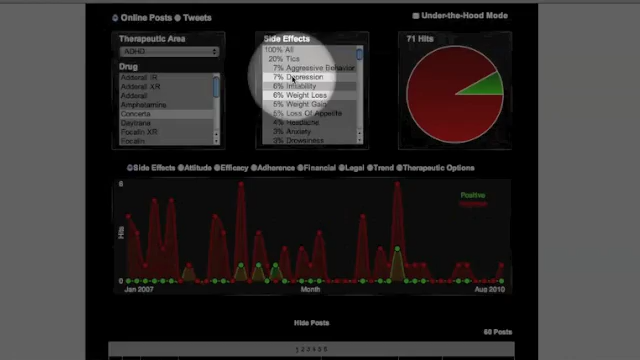 Online Posts Tweets
Under-the-Hood Mode
Therapeutic Area
ADHD
Drug
Adderall IR
Adderall XR
Adderall
Amphetamine
Concerta
Daytrana
Focalin XR
Focalin
Side Effects
100% All
20% Tics
7% Aggressive Behavior
7% Depression
6% Irritability
6% Weight Loss
5% Weight Gain
5% Loss Of Appetite
4% Headache
3% Anxiety
3% Drowsiness
71 Hits
Side Effects Attitude Efficacy Adherence Financial Legal Trend Therapeutic Options
6
Hits
0
Positive
Jan 2007
Month
Aug 2010
Hide Posts
68 Posts